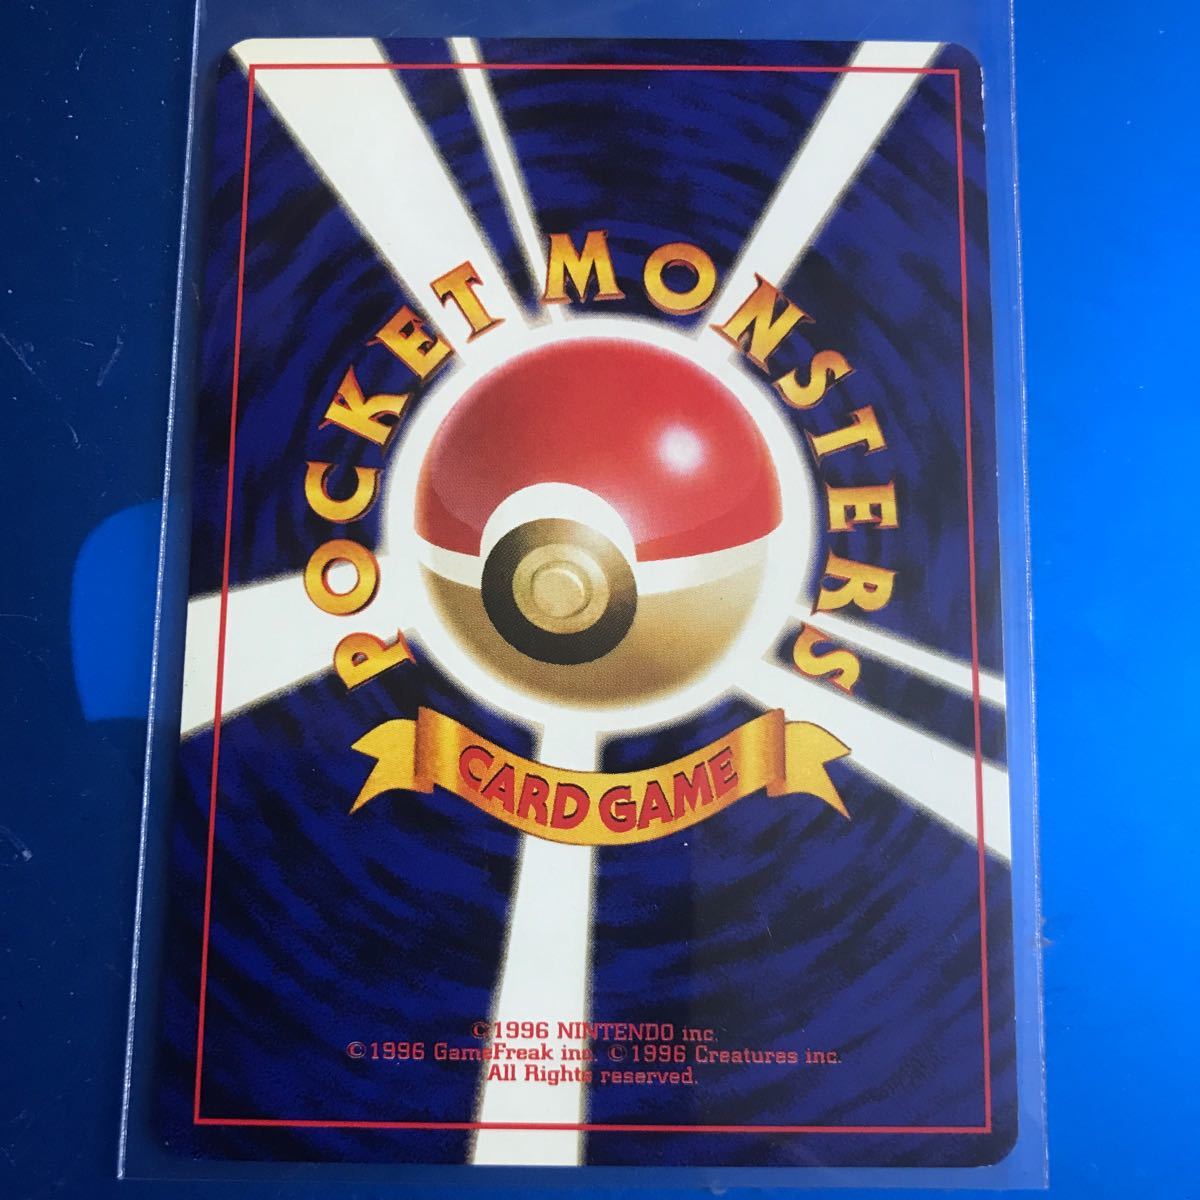 POCKET MONSTERS
CARD GAME
©1996 NINTENDO inc.
©1996 GameFreak inc. ©1996 Creatures inc.
All Rights reserved.